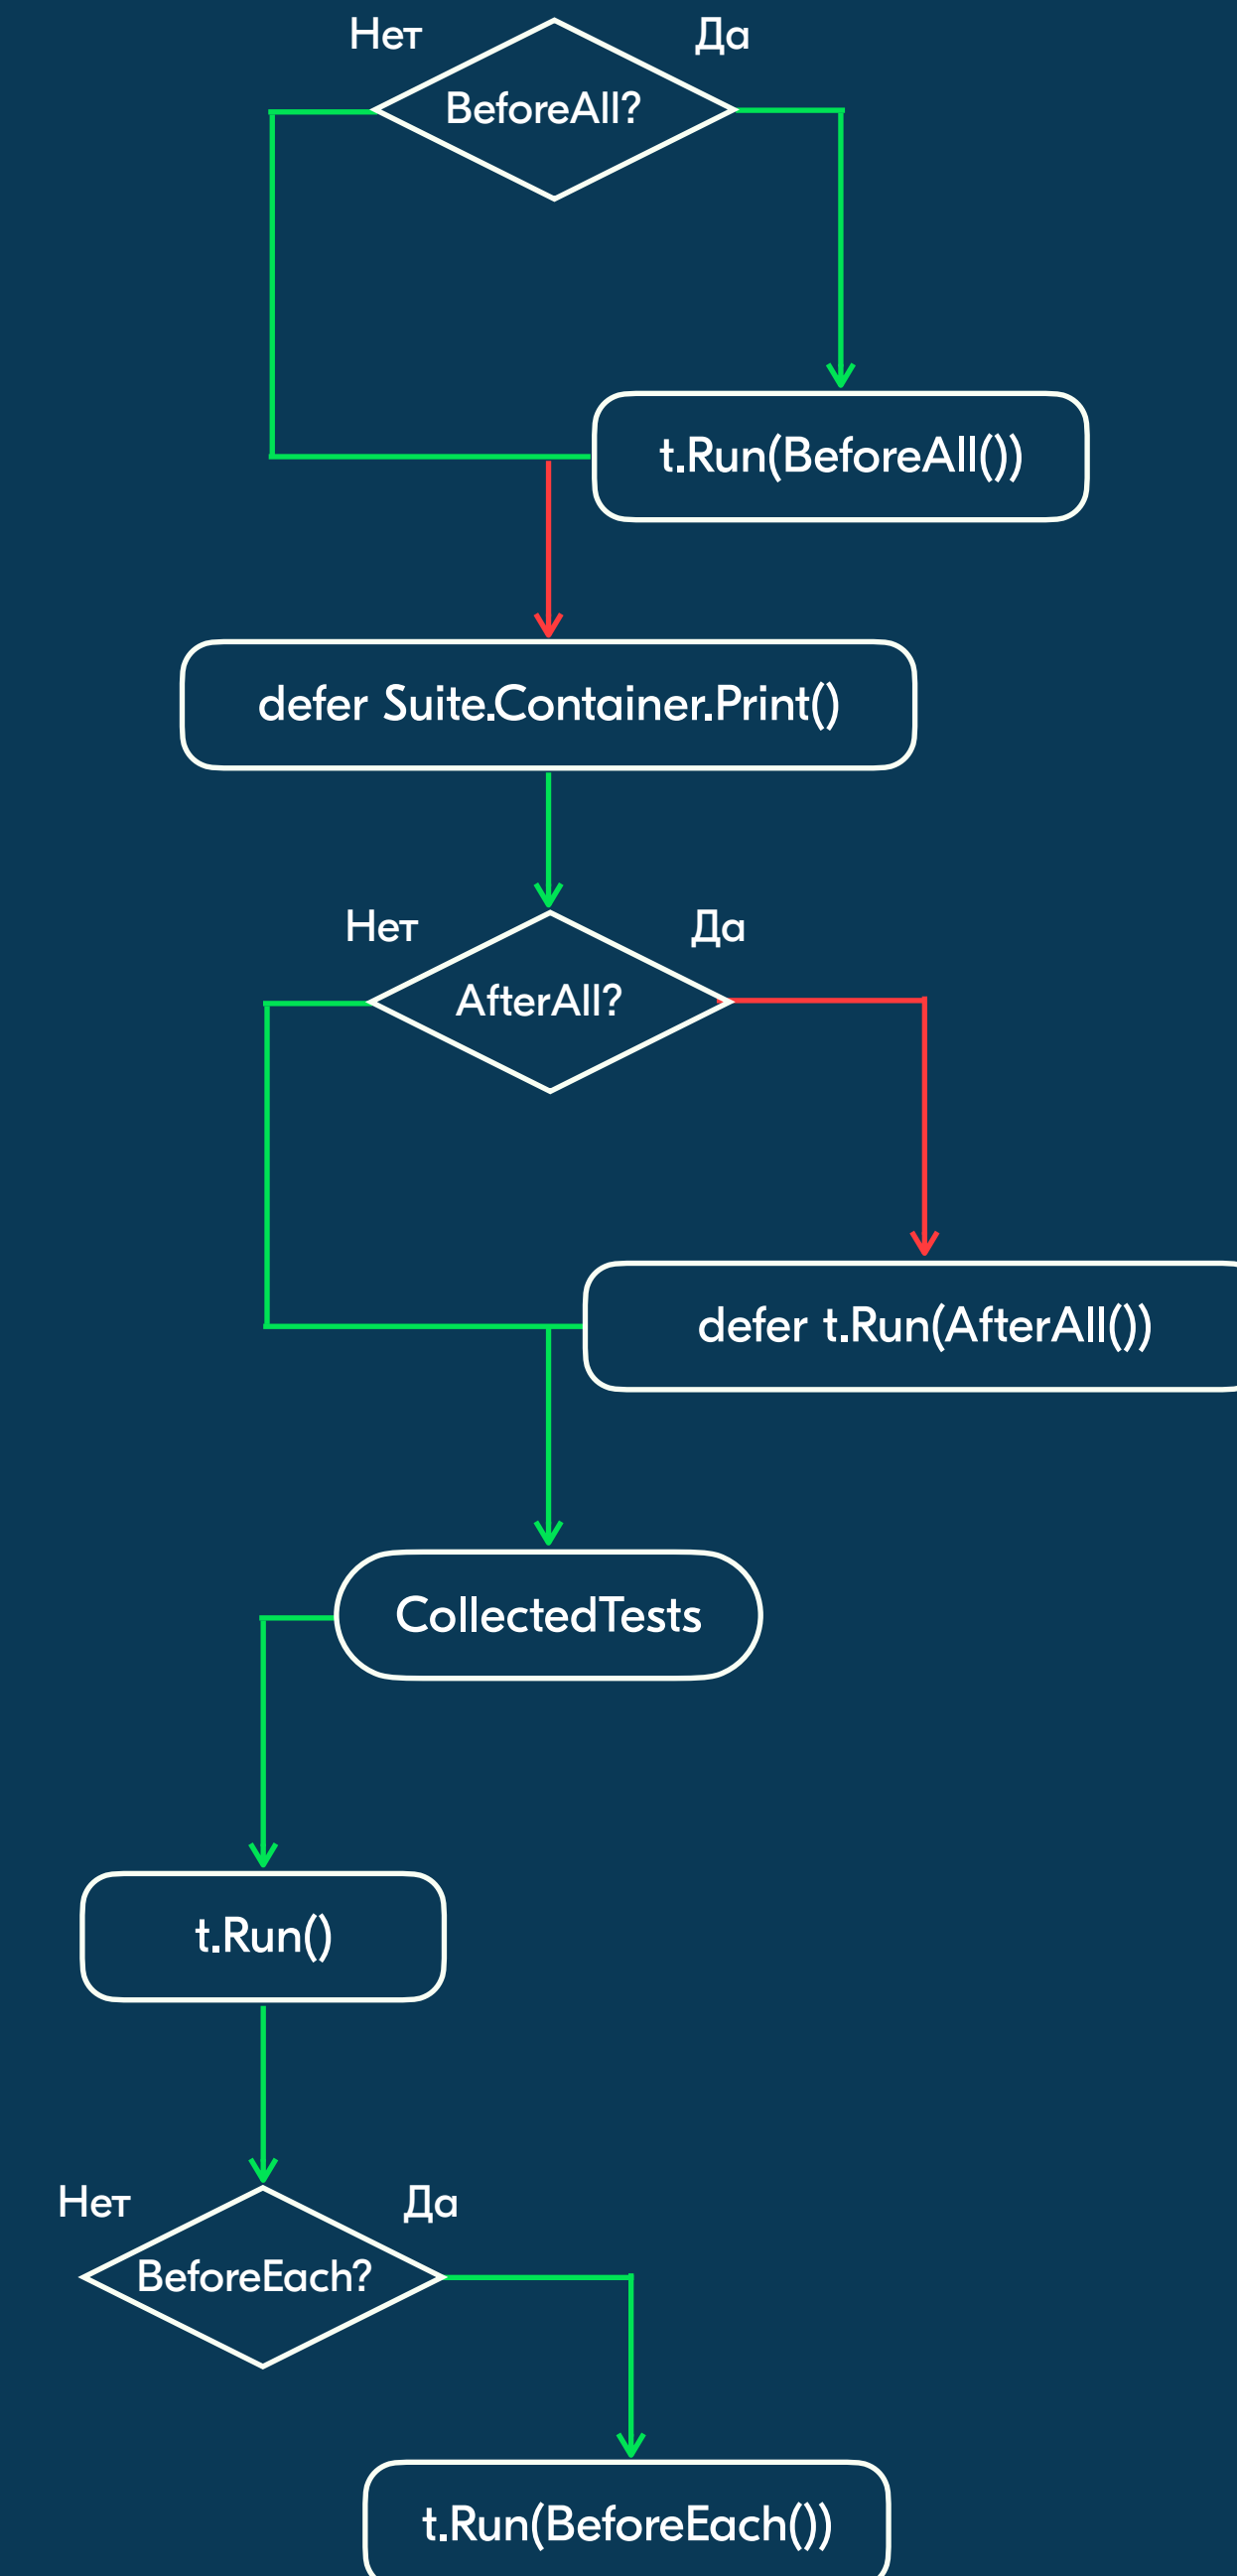 Нет
Да
BeforeAll?
t.Run(BeforeAll())
defer Suite.Container.Print()
Нет
Да
AfterAll?
defer t.Run(AfterAll())
CollectedTests
t.Run()
Нет
Да
BeforeEach?
t.Run(BeforeEach())